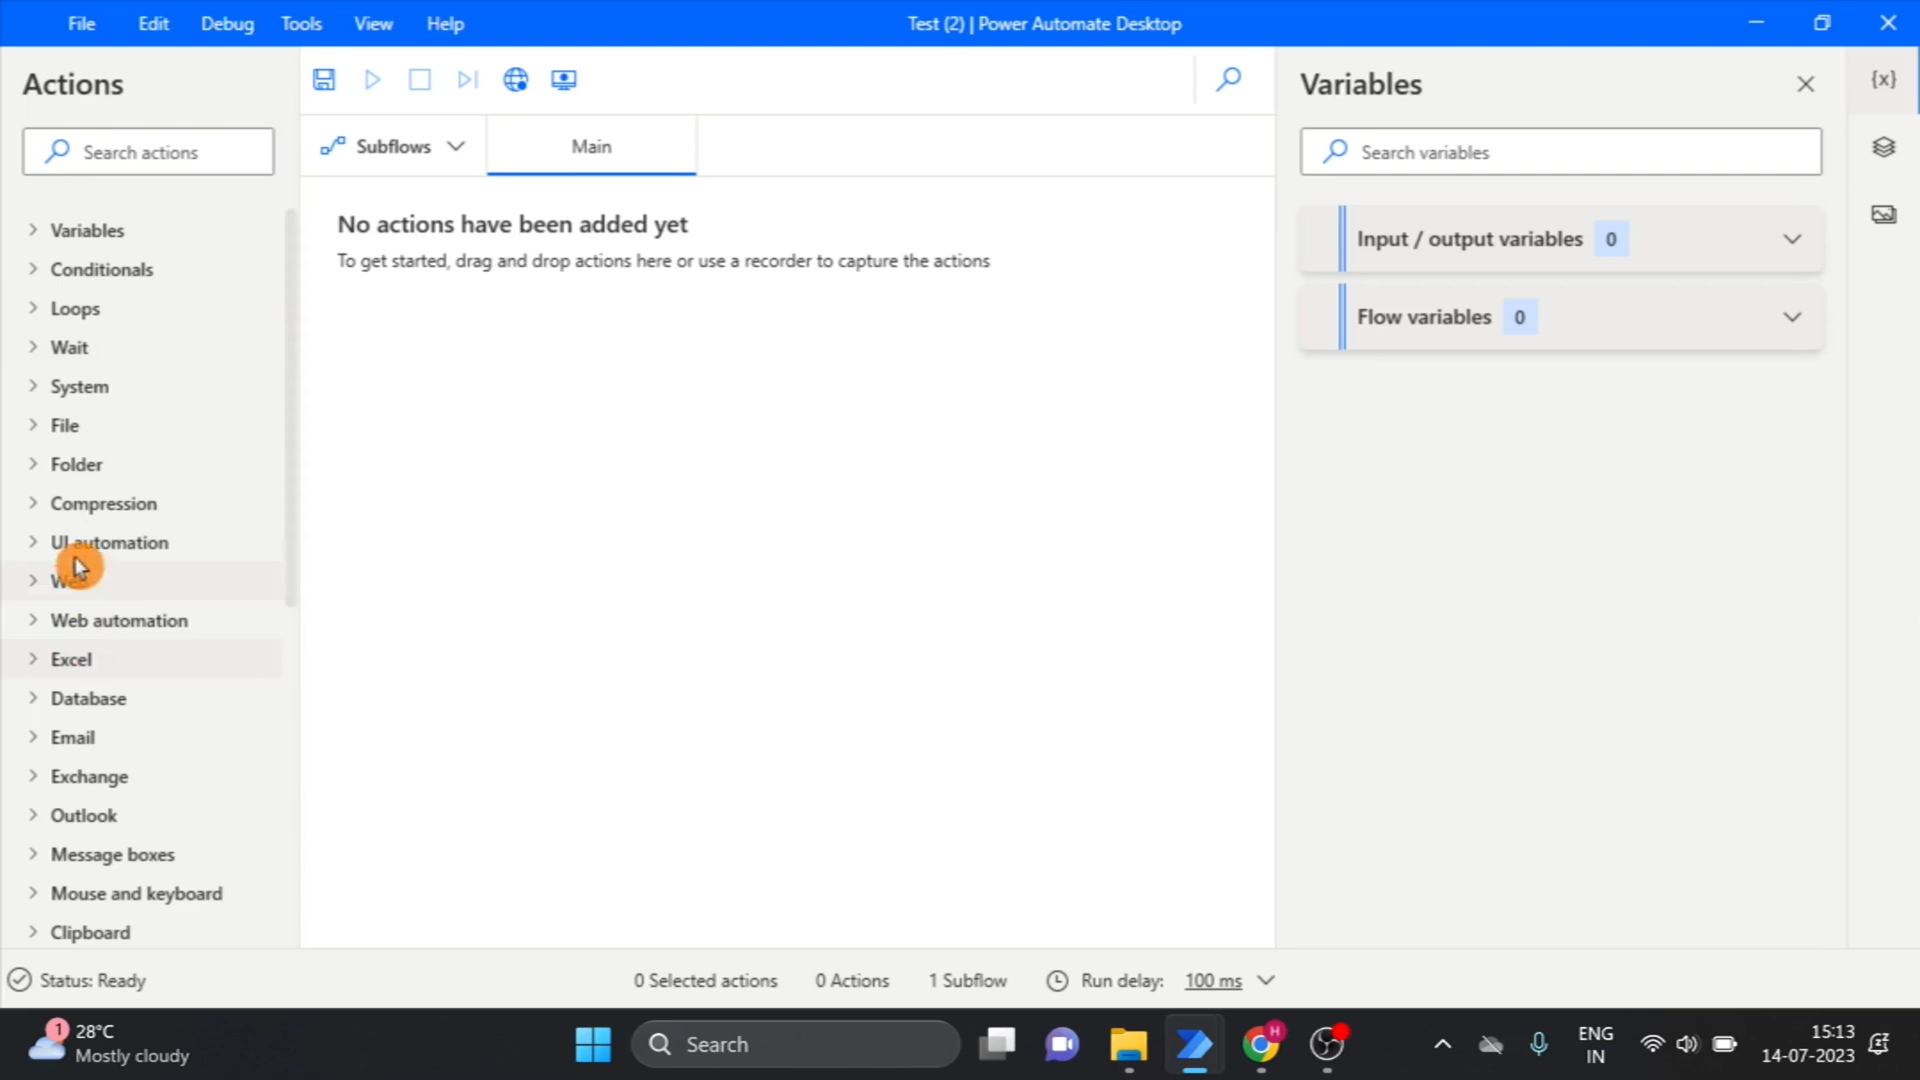 File Edit Debug Tools View Help
Test (2) | Power Automate Desktop
Actions
Search actions
Variables
Conditionals
Loops
Wait
System
File
Folder
Compression
UI automation
Web automation
Excel
Database
Email
Exchange
Outlook
Message boxes
Mouse and keyboard
Clipboard
Subflows
Main
No actions have been added yet
To get started, drag and drop actions here or use a recorder to capture the actions
Variables
{x}
Search variables
Input / output variables 0
Flow variables 0
Status: Ready
0 Selected actions 0 Actions 1 Subflow Run delay: 100 ms
1
28°C
Mostly cloudy
Search
H
ENG
IN
15:13
14-07-2023